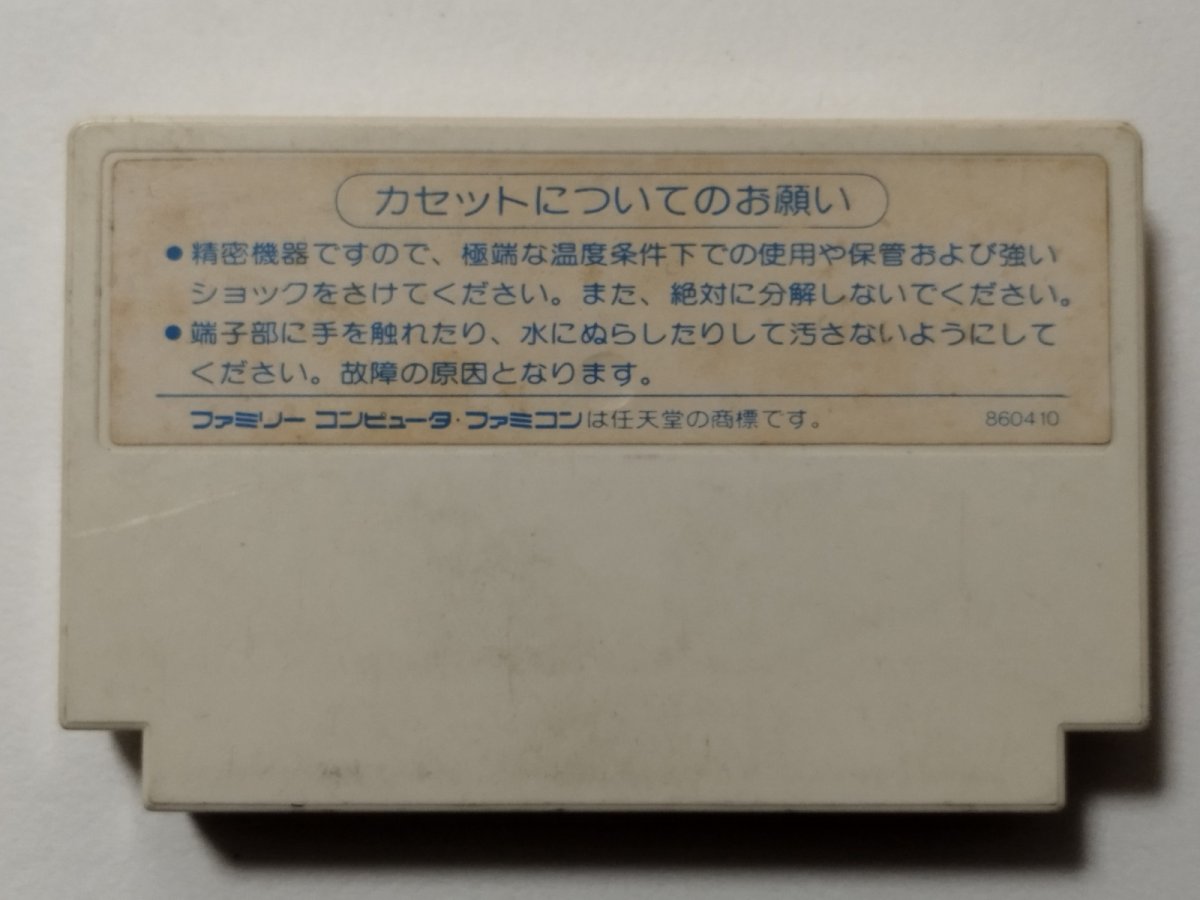 カセットについてのお願い
●精密機器ですので、極端な温度条件下での使用や保管および強い
ショックをさけてください。また、絶対に分解しないでください。
●端子部に手を触れたり、水にぬらしたりして汚さないようにして
ください。故障の原因となります。
ファミリー コンピュータ・ファミコンは任天堂の商標です。 860410